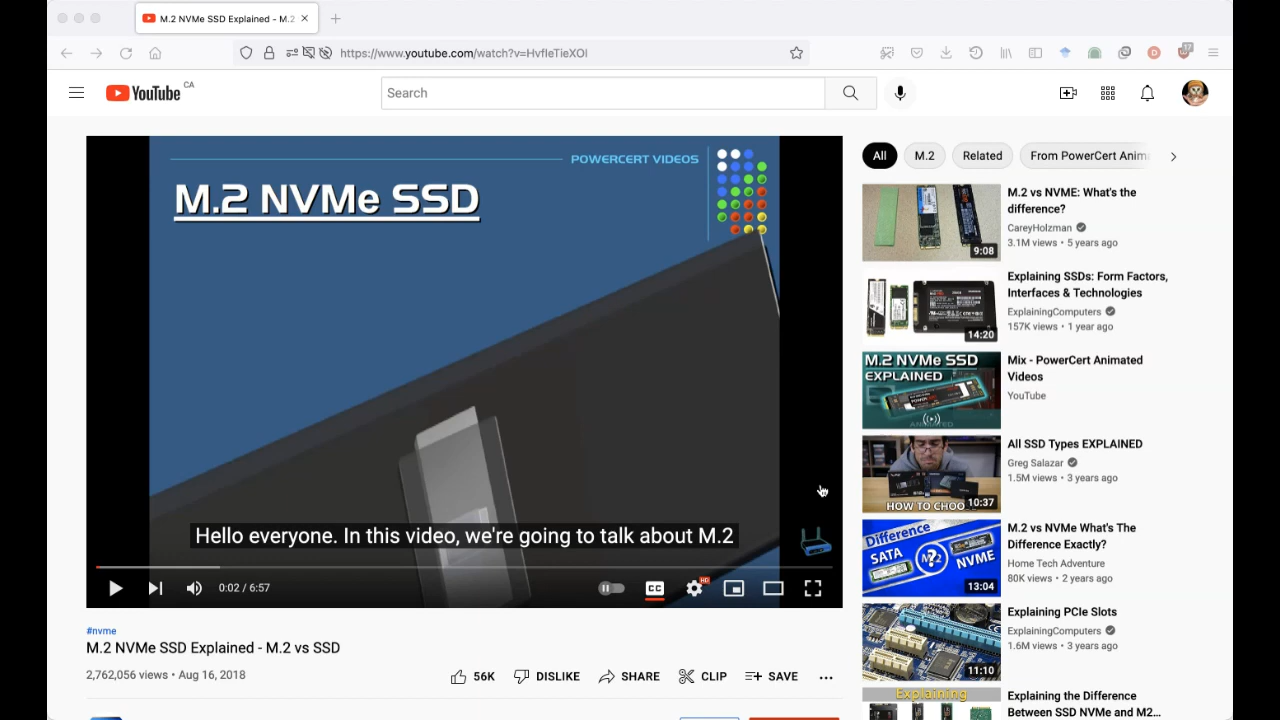 M.2 NVMe SSD Explained - M.2
https://www.youtube.com/watch?v=HvfIeTieXOI
17
YouTube CA
Search
POWERCERT VIDEOS
M.2 NVMe SSD
Hello everyone. In this video, we're going to talk about M.2
0:02 / 6:57
CC
HD
#nvme
M.2 NVMe SSD Explained - M.2 vs SSD
2,762,056 views • Aug 16, 2018
56K
DISLIKE
SHARE
CLIP
SAVE
All
M.2
Related
From PowerCert Anim
9:08
M.2 vs NVME: What's the
difference?
CareyHolzman
3.1M views • 5 years ago
14:20
Explaining SSDs: Form Factors,
Interfaces & Technologies
ExplainingComputers
157K views • 1 year ago
M.2 NVMe SSD
EXPLAINED
ANIMATED
Mix - PowerCert Animated
Videos
YouTube
HOW TO CHOO
10:37
All SSD Types EXPLAINED
Greg Salazar
1.5M views • 3 years ago
Difference
SATA
M.2
?
NVME
13:04
M.2 vs NVMe What's The
Difference Exactly?
Home Tech Adventure
80K views • 2 years ago
11:10
Explaining PCIe Slots
ExplainingComputers
1.6M views • 3 years ago
Explaining
Explaining the Difference
Between SSD NVMe and M2...